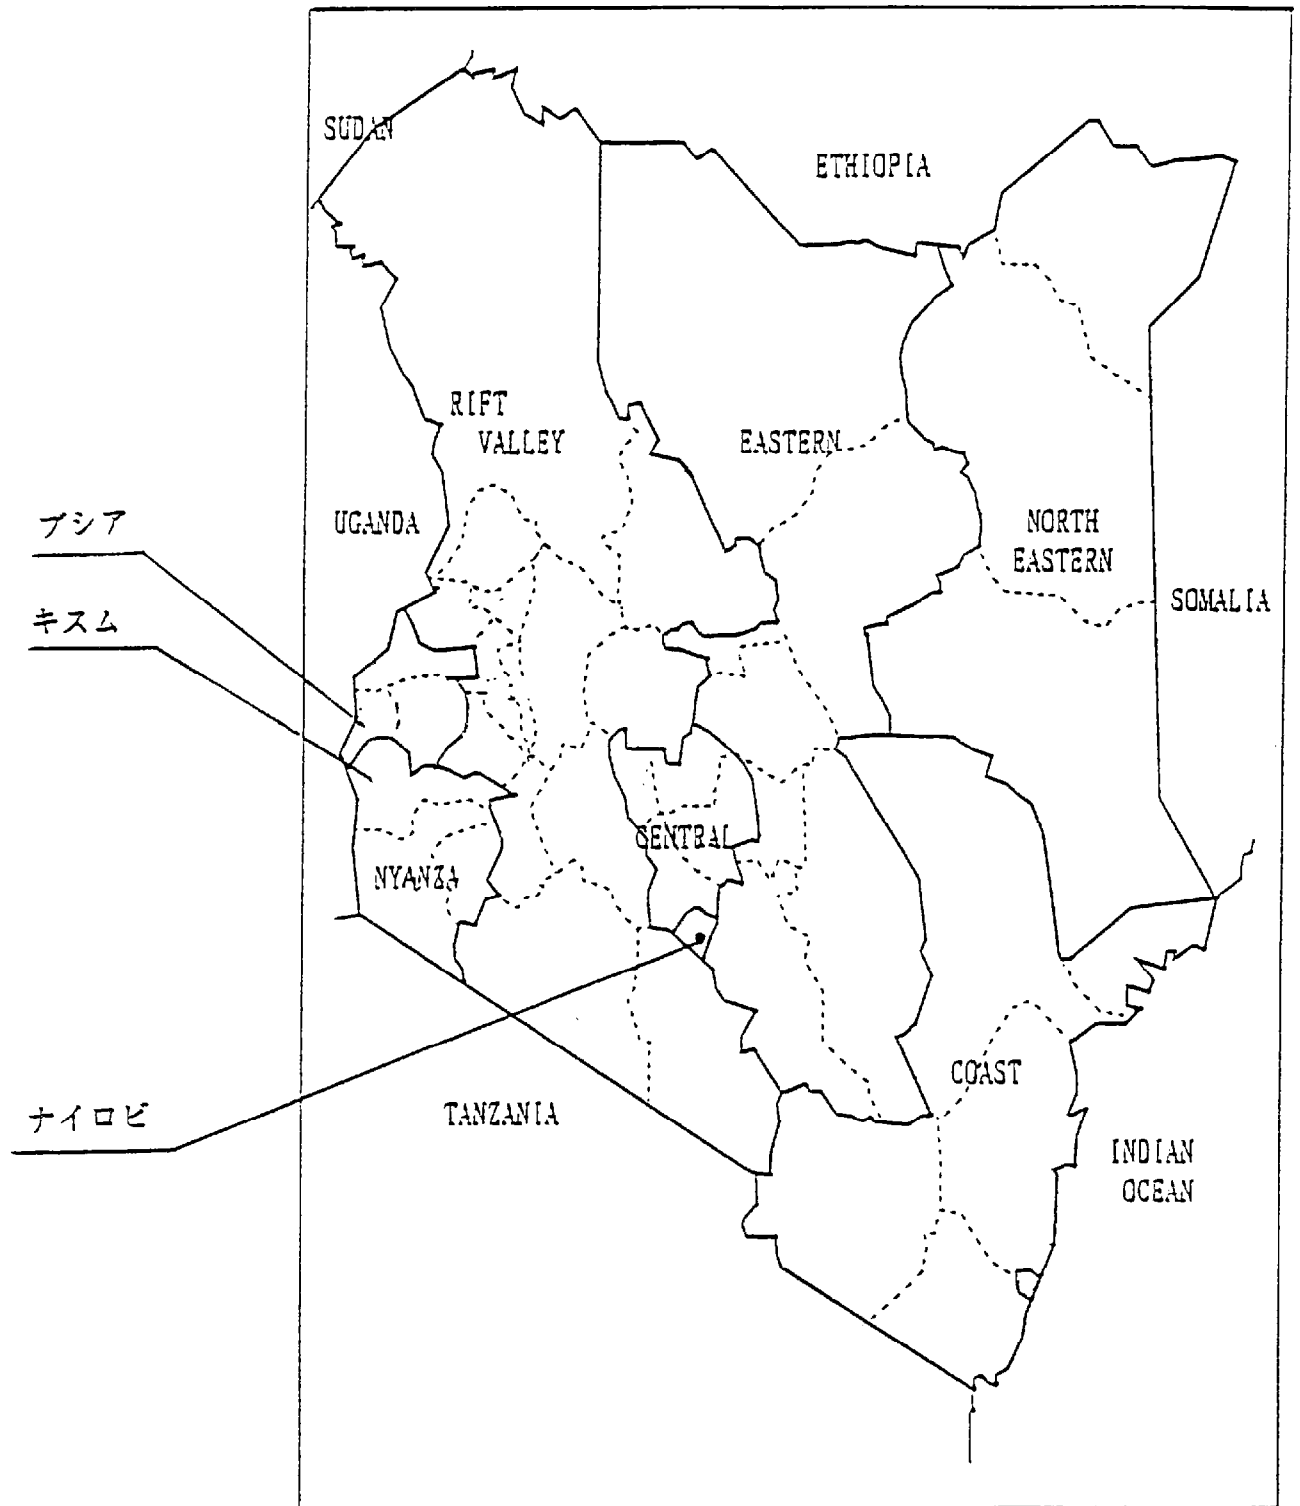 SUDAN
ETHIOPIA
RIFT
VALLEY
EASTERN
ブシア
UGANDA
NORTH
EASTERN
キスム
SOMALIA
CENTRAL
NYANZA
COAST
ナイロビ
TANZANIA
INDIAN
OCEAN